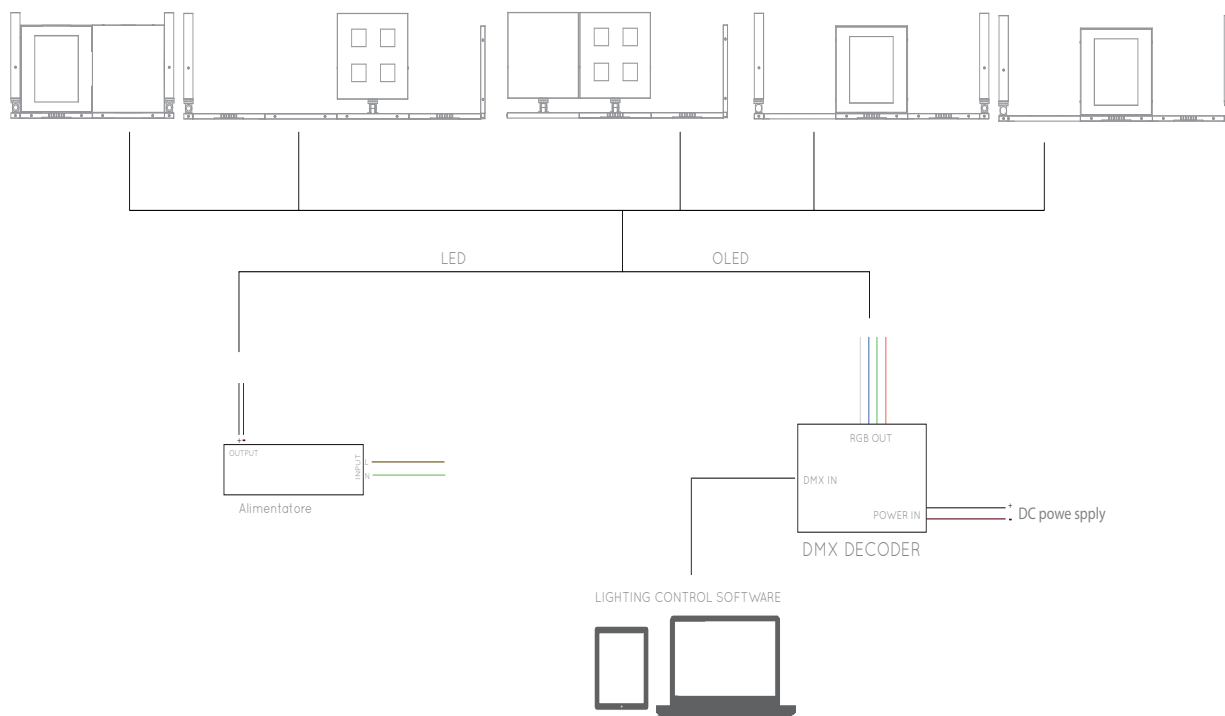 LED
OLED
+-
OUTPUT
INPUT
L
N
Alimentatore
RGB OUT
DMX IN
POWER IN
+
-
DC powe spply
DMX DECODER
LIGHTING CONTROL SOFTWARE